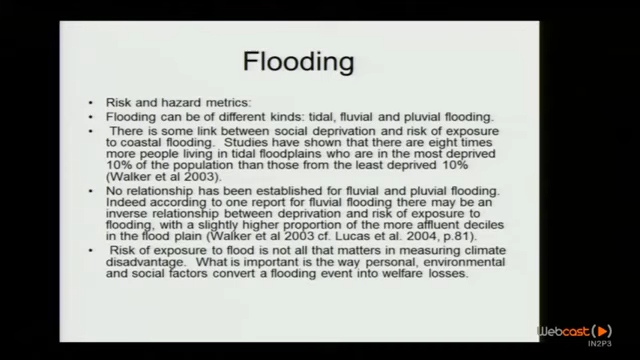 Flooding
• Risk and hazard metrics:
• Flooding can be of different kinds: tidal, fluvial and pluvial flooding.
• There is some link between social deprivation and risk of exposure
to coastal flooding. Studies have shown that there are eight times
more people living in tidal floodplains who are in the most deprived
10% of the population than those from the least deprived 10%
(Walker et al 2003).
• No relationship has been established for fluvial and pluvial flooding.
Indeed according to one report for fluvial flooding there may be an
inverse relationship between deprivation and risk of exposure to
flooding, with a slightly higher proportion of the more affluent deciles
in the flood plain (Walker et al 2003 cf. Lucas et al. 2004, p.81).
• Risk of exposure to flood is not all that matters in measuring climate
disadvantage. What is important is the way personal, environmental
and social factors convert a flooding event into welfare losses.
Webcast
IN2P3